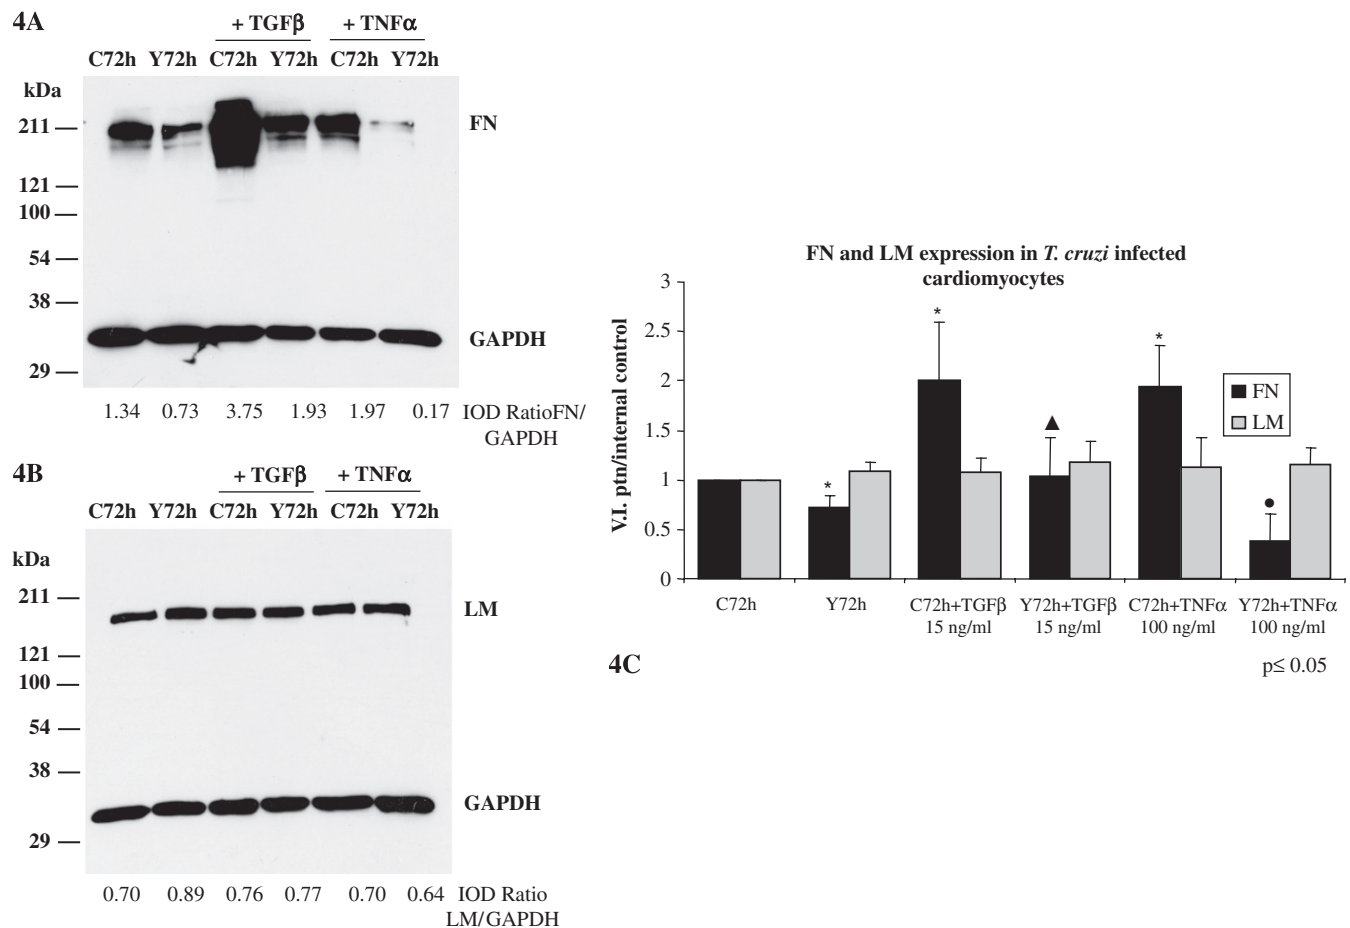 4A
+ TGFβ + TNFα
C72h Y72h C72h Y72h C72h Y72h
kDa
211
FN
121
100
54
38
GAPDH
29
1.34 0.73 3.75 1.93 1.97 0.17 IOD RatioFN/
GAPDH
4B
+ TGFβ + TNFα
C72h Y72h C72h Y72h C72h Y72h
kDa
211
LM
121
100
54
38
GAPDH
29
0.70 0.89 0.76 0.77 0.70 0.64 IOD Ratio
LM/GAPDH
FN and LM expression in T. cruzi infected
cardiomyocytes
V.I. ptn/internal control
3
2.5
2
1.5
1
0.5
0
*
*
▲
*
●
FN
LM
C72h Y72h C72h+TGFβ Y72h+TGFβ C72h+TNFα Y72h+TNFα
15 ng/ml 15 ng/ml 100 ng/ml 100 ng/ml
4C
p≤ 0.05